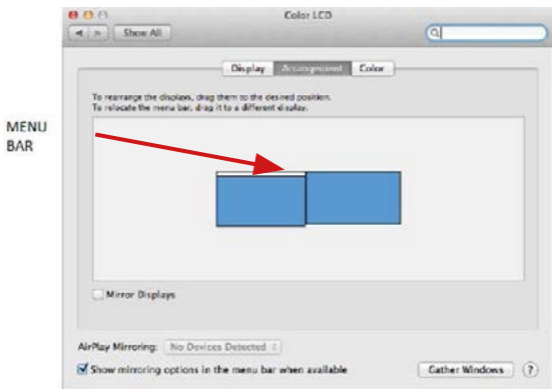 Color LCD
Show All
Display Arrangement Color
To rearrange the displays, drag them to the desired position.
To relocate the menu bar, drag it to a different display.
MENU
BAR
Mirror Displays
AirPlay Mirroring: No Devices Detected
Show mirroring options in the menu bar when available
Gather Windows ?